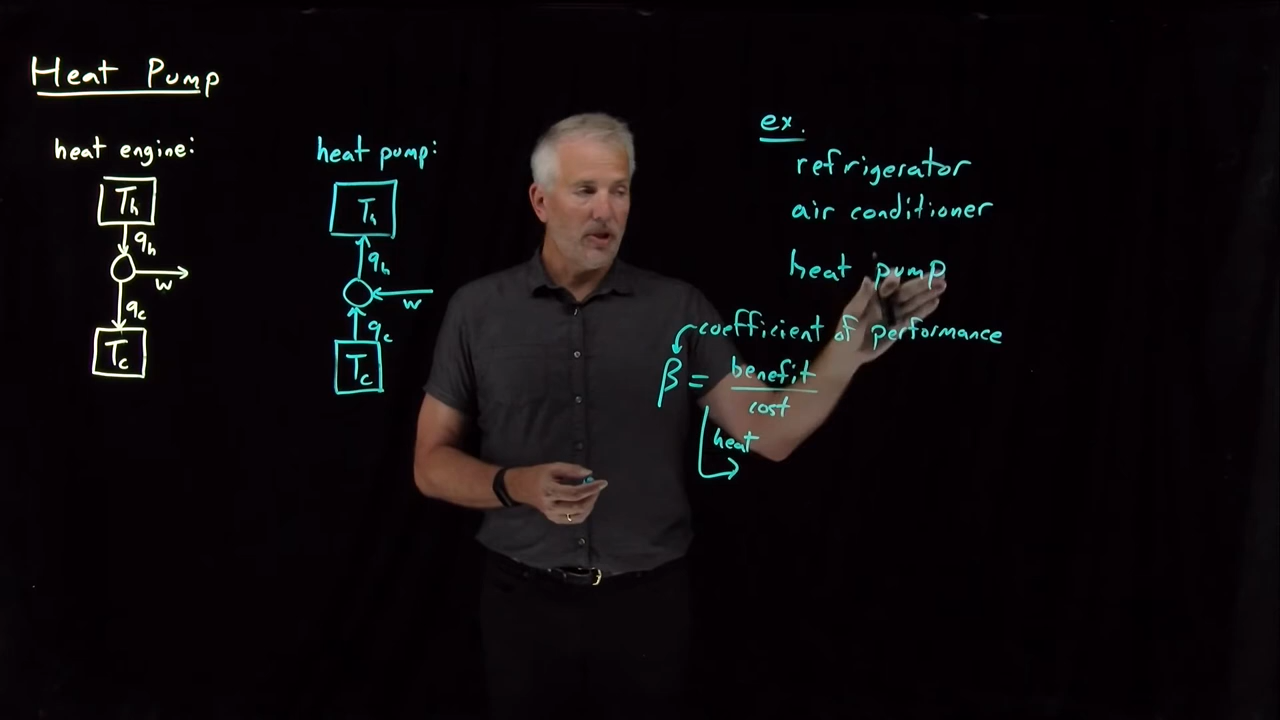 Heat Pump
heat engine:
Th
qh
w
qc
Tc
heat pump:
Th
qh
w
qc
Tc
ex.
refrigerator
air conditioner
heat pump
coefficient of performance
β = benefit
cost
heat